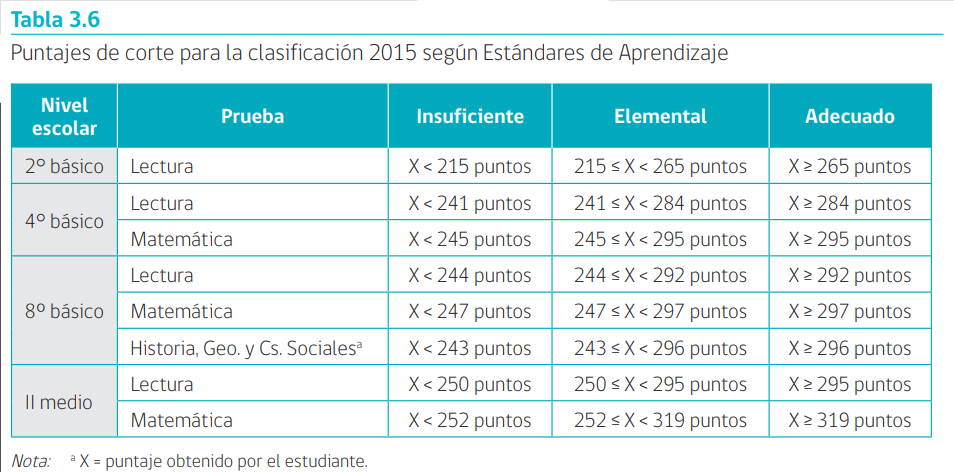 Tabla 3.6
Puntajes de corte para la clasificación 2015 según Estándares de Aprendizaje
Nivel escolar Prueba Insuficiente Elemental Adecuado
2º básico Lectura X < 215 puntos 215 ≤ X < 265 puntos X ≥ 265 puntos
4º básico Lectura X < 241 puntos 241 ≤ X < 284 puntos X ≥ 284 puntos
Matemática X < 245 puntos 245 ≤ X < 295 puntos X ≥ 295 puntos
8º básico Lectura X < 244 puntos 244 ≤ X < 292 puntos X ≥ 292 puntos
Matemática X < 247 puntos 247 ≤ X < 297 puntos X ≥ 297 puntos
Historia, Geo. y Cs. Socialesª X < 243 puntos 243 ≤ X < 296 puntos X ≥ 296 puntos
II medio Lectura X < 250 puntos 250 ≤ X < 295 puntos X ≥ 295 puntos
Matemática X < 252 puntos 252 ≤ X < 319 puntos X ≥ 319 puntos
Nota: ª X = puntaje obtenido por el estudiante.